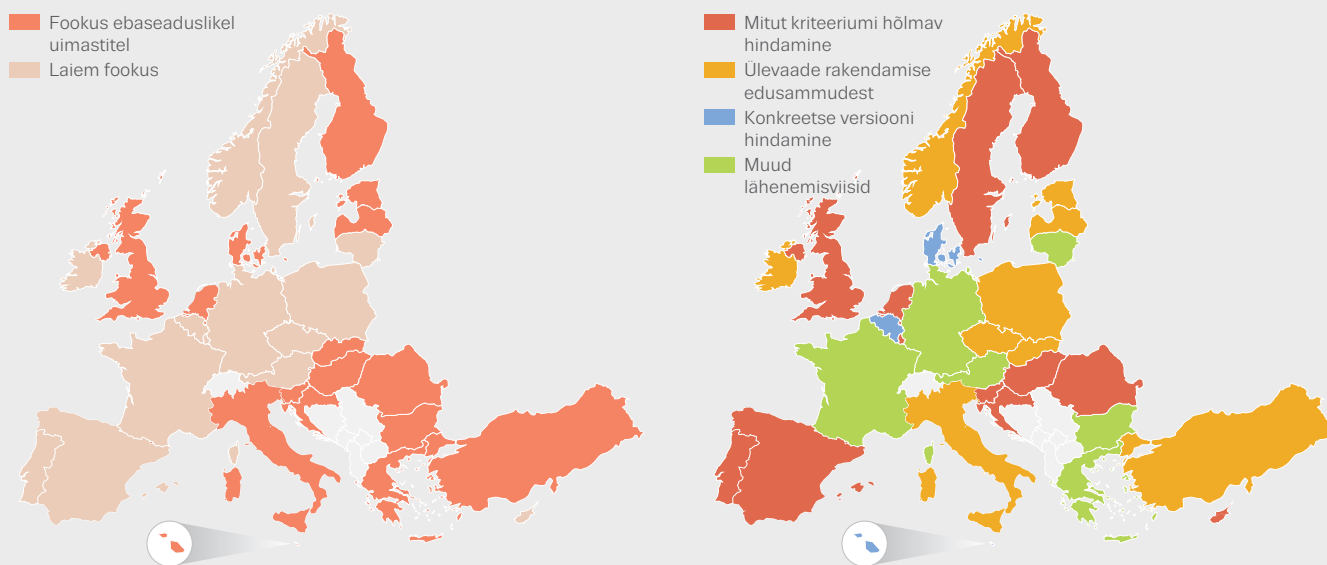 Fookus ebaseaduslikel
uimastitel
Laiem fookus
Mitut kriteeriumi hõlmav
hindamine
Ülevaade rakendamise
edusammudest
Konkreetse versiooni
hindamine
Muud
lähenemisviisid